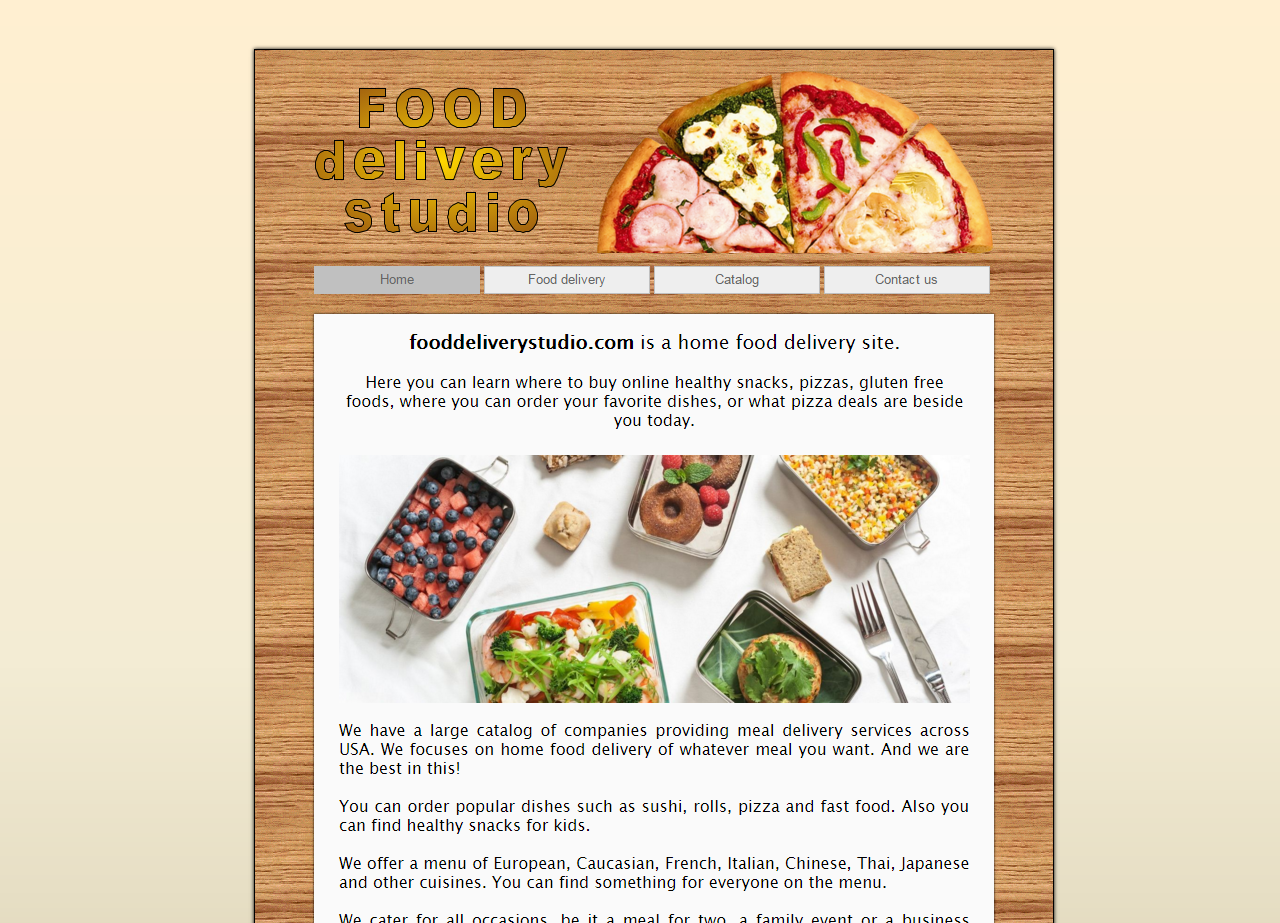 FOOD
delivery
studio
Home
Food delivery
Catalog
Contact us
fooddeliverystudio.com is a home food delivery site.
Here you can learn where to buy online healthy snacks, pizzas, gluten free
foods, where you can order your favorite dishes, or what pizza deals are beside
you today.
We have a large catalog of companies providing meal delivery services across
USA. We focuses on home food delivery of whatever meal you want. And we are
the best in this!
You can order popular dishes such as sushi, rolls, pizza and fast food. Also you
can find healthy snacks for kids.
We offer a menu of European, Caucasian, French, Italian, Chinese, Thai, Japanese
and other cuisines. You can find something for everyone on the menu.
We cater for all occasions, be it a meal for two, a family event or a business